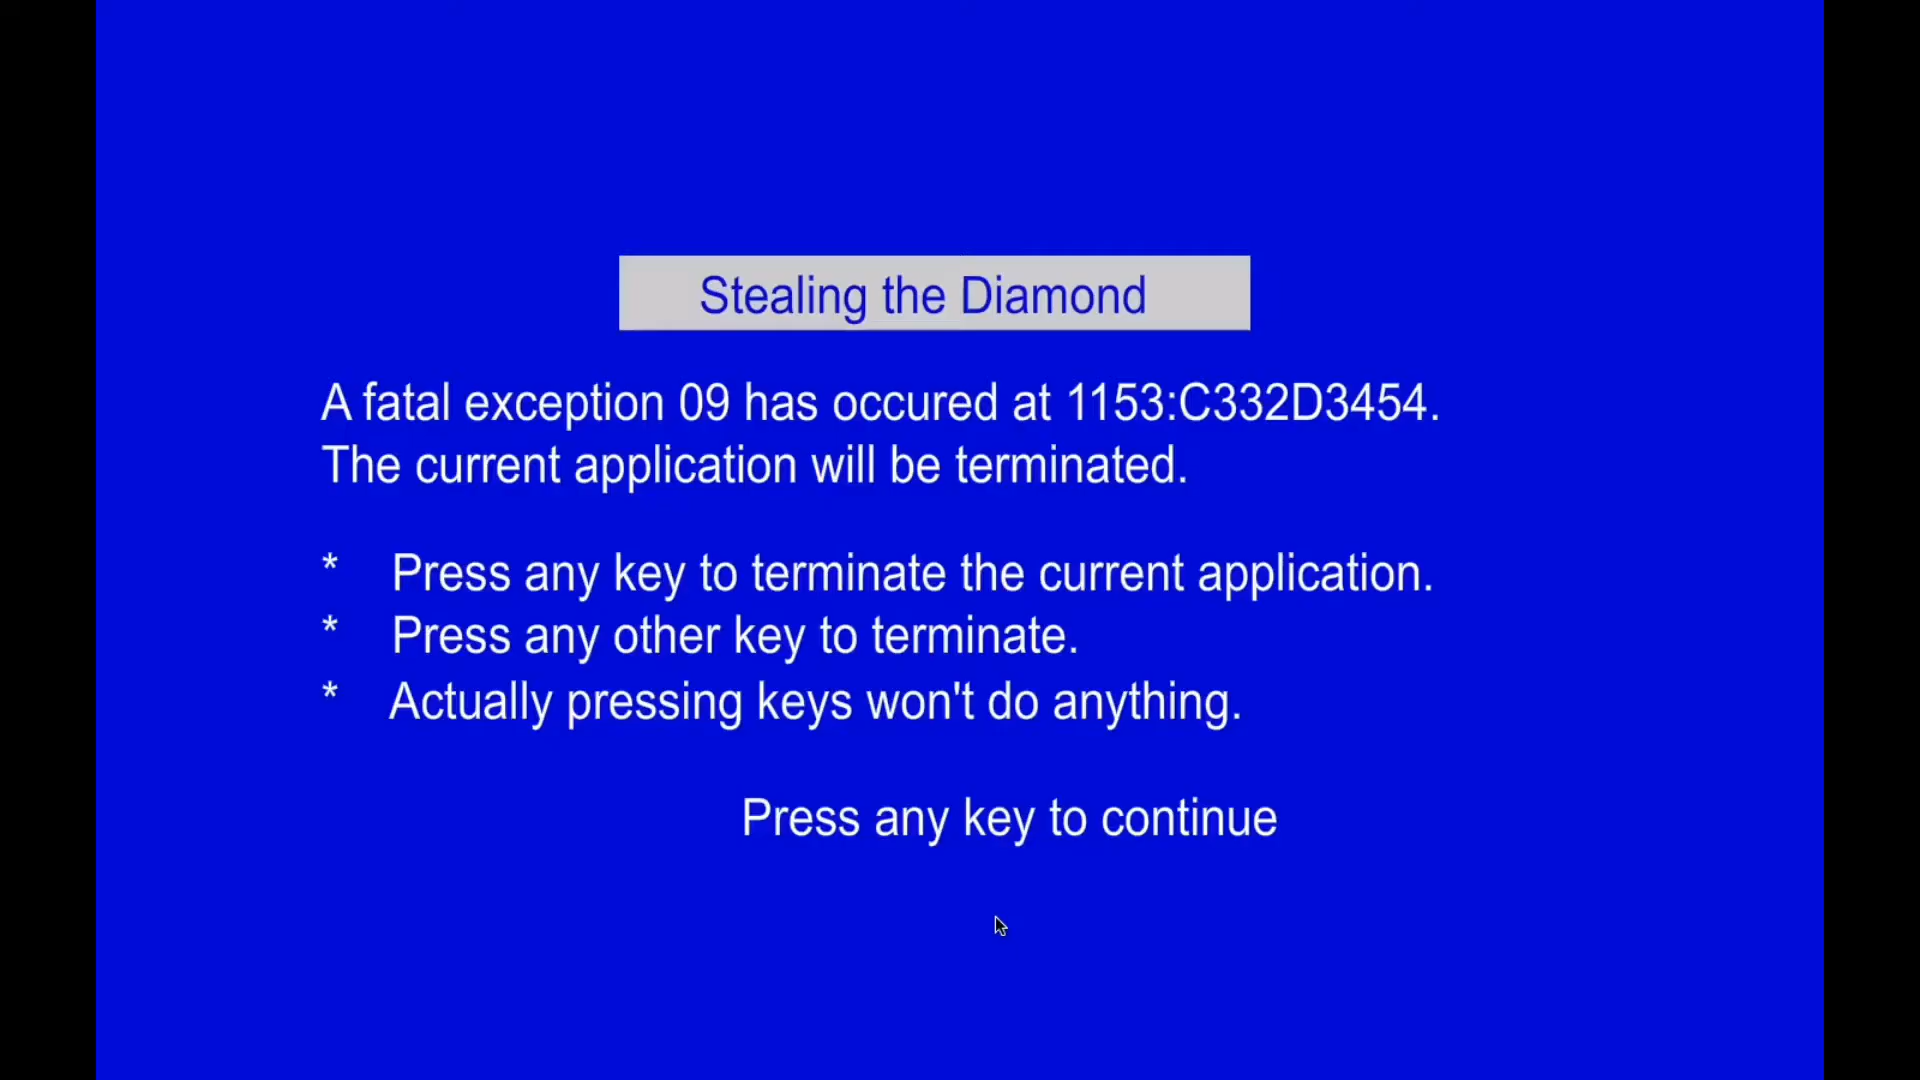 Stealing the Diamond
A fatal exception 09 has occured at 1153:C332D3454.
The current application will be terminated.
* Press any key to terminate the current application.
* Press any other key to terminate.
* Actually pressing keys won't do anything.
Press any key to continue